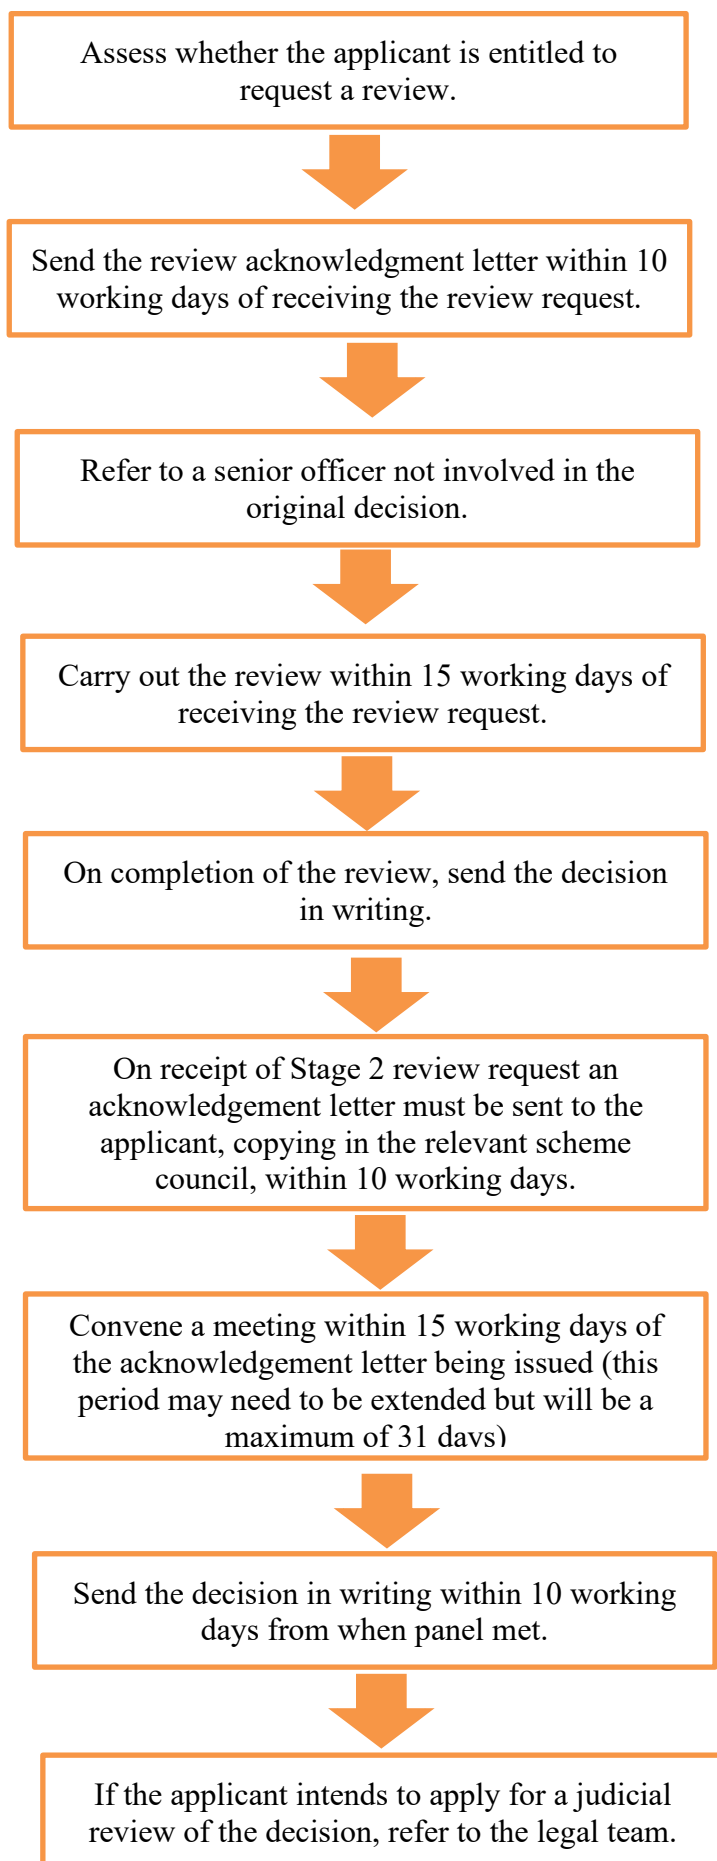 Assess whether the applicant is entitled to
request a review.
Send the review acknowledgment letter within 10
working days of receiving the review request.
Refer to a senior officer not involved in the
original decision.
Carry out the review within 15 working days of
receiving the review request.
On completion of the review, send the decision
in writing.
On receipt of Stage 2 review request an
acknowledgement letter must be sent to the
applicant, copying in the relevant scheme
council, within 10 working days.
Convene a meeting within 15 working days of
the acknowledgement letter being issued (this
period may need to be extended but will be a
maximum of 31 days)
Send the decision in writing within 10 working
days from when panel met.
If the applicant intends to apply for a judicial
review of the decision, refer to the legal team.